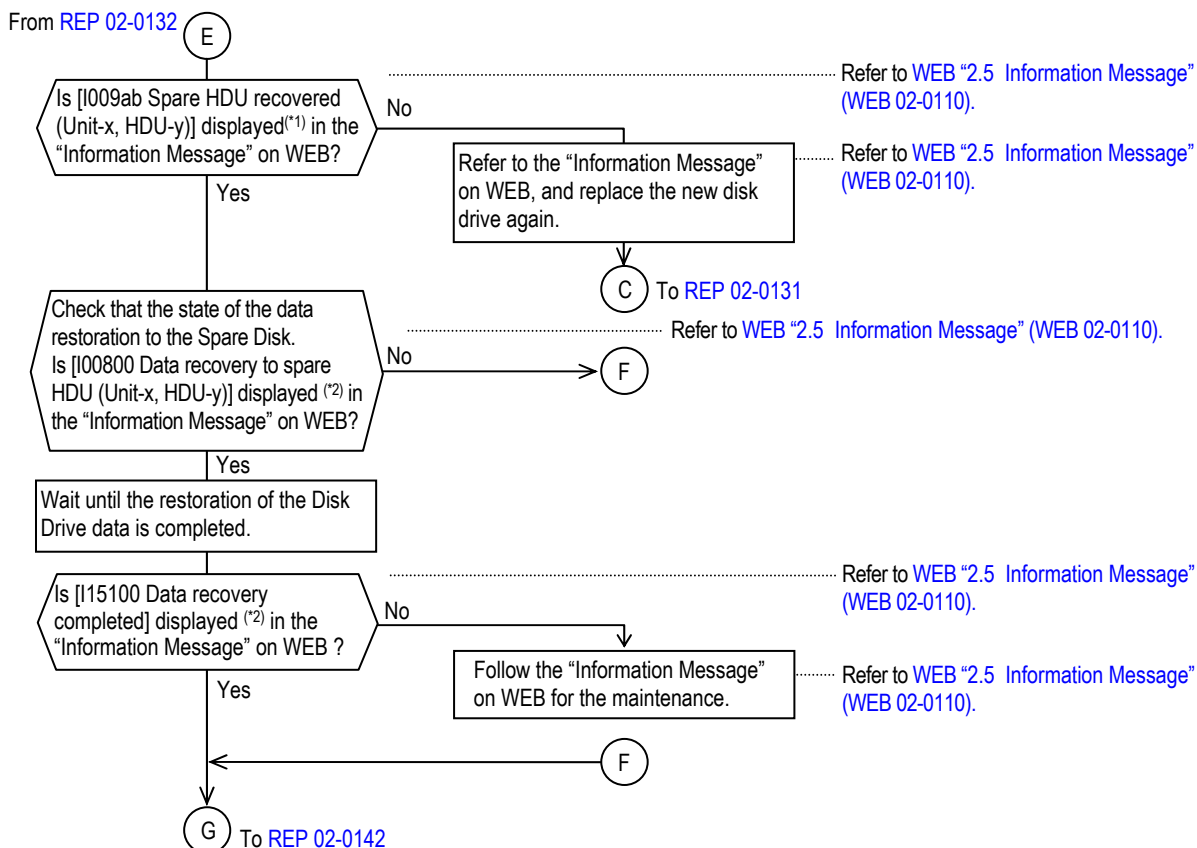 From REP 02-0132
E
Refer to WEB “2.5 Information Message”
(WEB 02-0110).
Is [I009ab Spare HDU recovered
(Unit-x, HDU-y)] displayed(*1) in the
“Information Message” on WEB?
No
Refer to the “Information Message”
on WEB, and replace the new disk
drive again.
Refer to WEB “2.5 Information Message”
(WEB 02-0110).
Yes
C
To REP 02-0131
Check that the state of the data
restoration to the Spare Disk.
Is [I00800 Data recovery to spare
HDU (Unit-x, HDU-y)] displayed (*2) in
the “Information Message” on WEB?
Refer to WEB “2.5 Information Message” (WEB 02-0110).
No
F
Yes
Wait until the restoration of the Disk
Drive data is completed.
Refer to WEB “2.5 Information Message”
(WEB 02-0110).
Is [I15100 Data recovery
completed] displayed (*2) in the
“Information Message” on WEB ?
No
Follow the “Information Message”
on WEB for the maintenance.
Refer to WEB “2.5 Information Message”
(WEB 02-0110).
Yes
F
G
To REP 02-0142